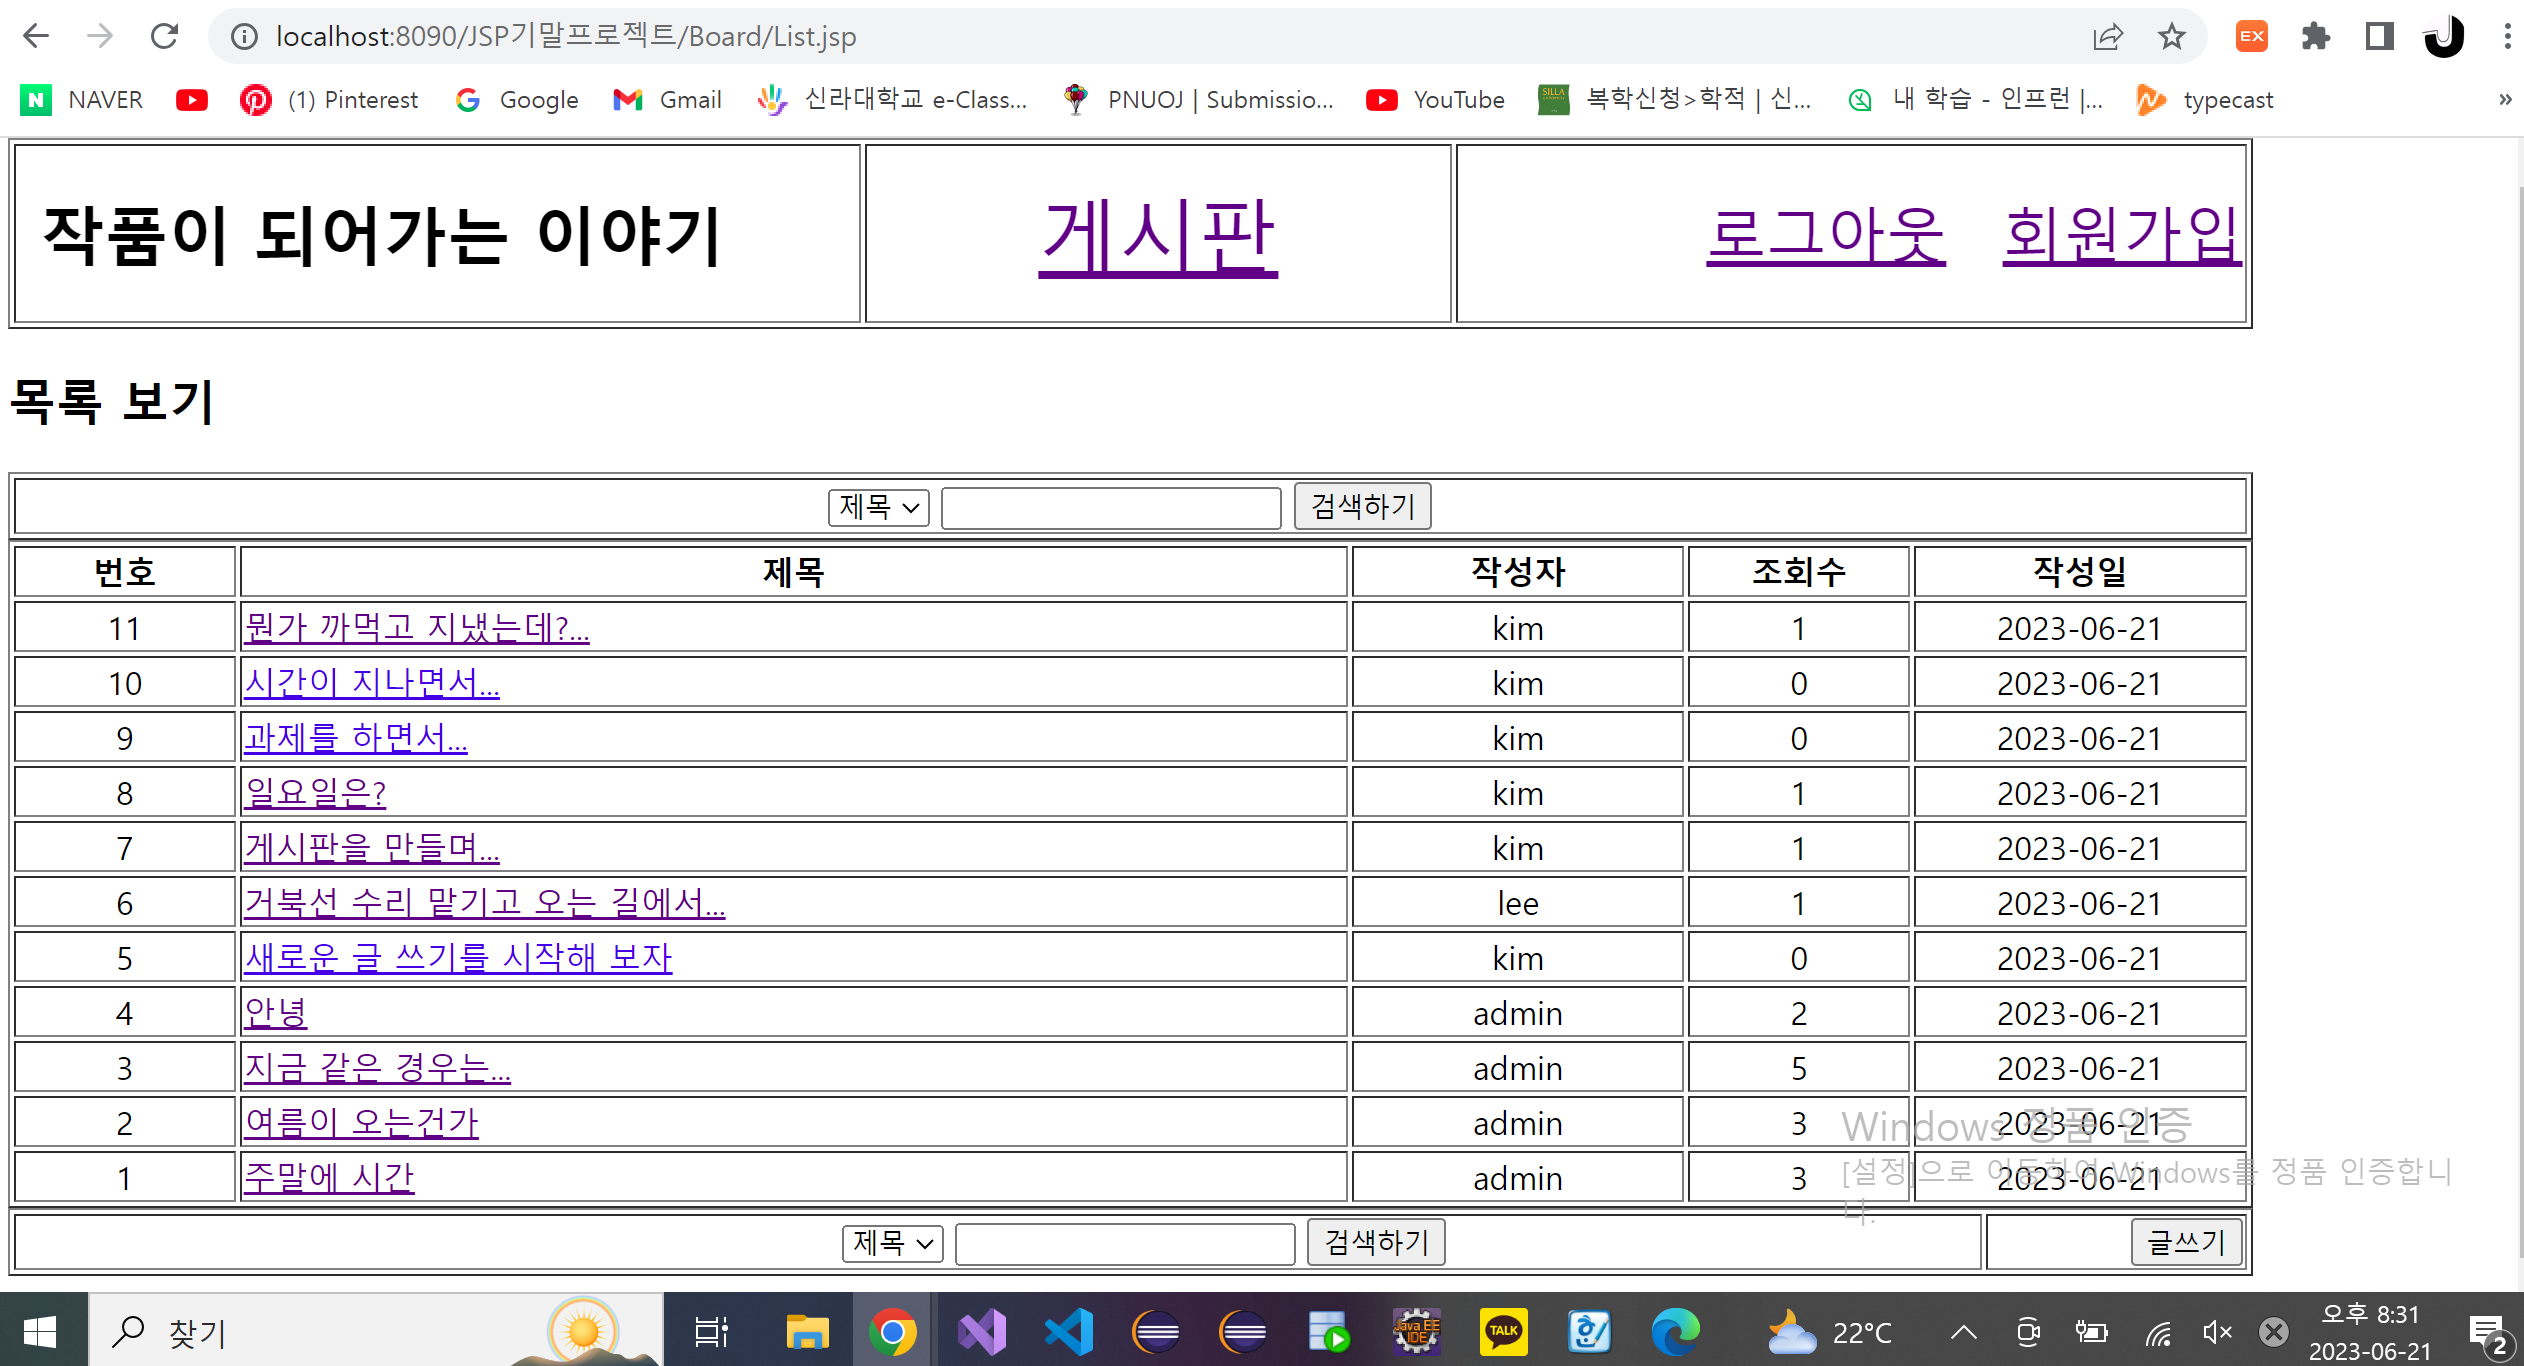 localhost:8090/JSP기말프로젝트/Board/List.jsp
EX
NAVER (1) Pinterest Google Gmail 신라대학교 e-Class... PNUOJ | Submissio... YouTube 복학신청>학적 | 신... 내 학습 - 인프런 |... typecast »
작품이 되어가는 이야기 게시판 로그아웃 회원가입
목록 보기
제목 검색하기
번호 제목 작성자 조회수 작성일
11 뭔가 까먹고 지냈는데?... kim 1 2023-06-21
10 시간이 지나면서... kim 0 2023-06-21
9 과제를 하면서... kim 0 2023-06-21
8 일요일은? kim 1 2023-06-21
7 게시판을 만들며... kim 1 2023-06-21
6 거북선 수리 맡기고 오는 길에서... lee 1 2023-06-21
5 새로운 글 쓰기를 시작해 보자 kim 0 2023-06-21
4 안녕 admin 2 2023-06-21
3 지금 같은 경우는... admin 5 2023-06-21
2 여름이 오는건가 admin 3 2023-06-21
1 주말에 시간 admin 3 2023-06-21
Windows 정품 인증
[설정]으로 이동하여 Windows를 정품 인증합니
다.
제목 검색하기 글쓰기
찾기 Java EE IDE TALK 22°C 오후 8:31
2023-06-21 2